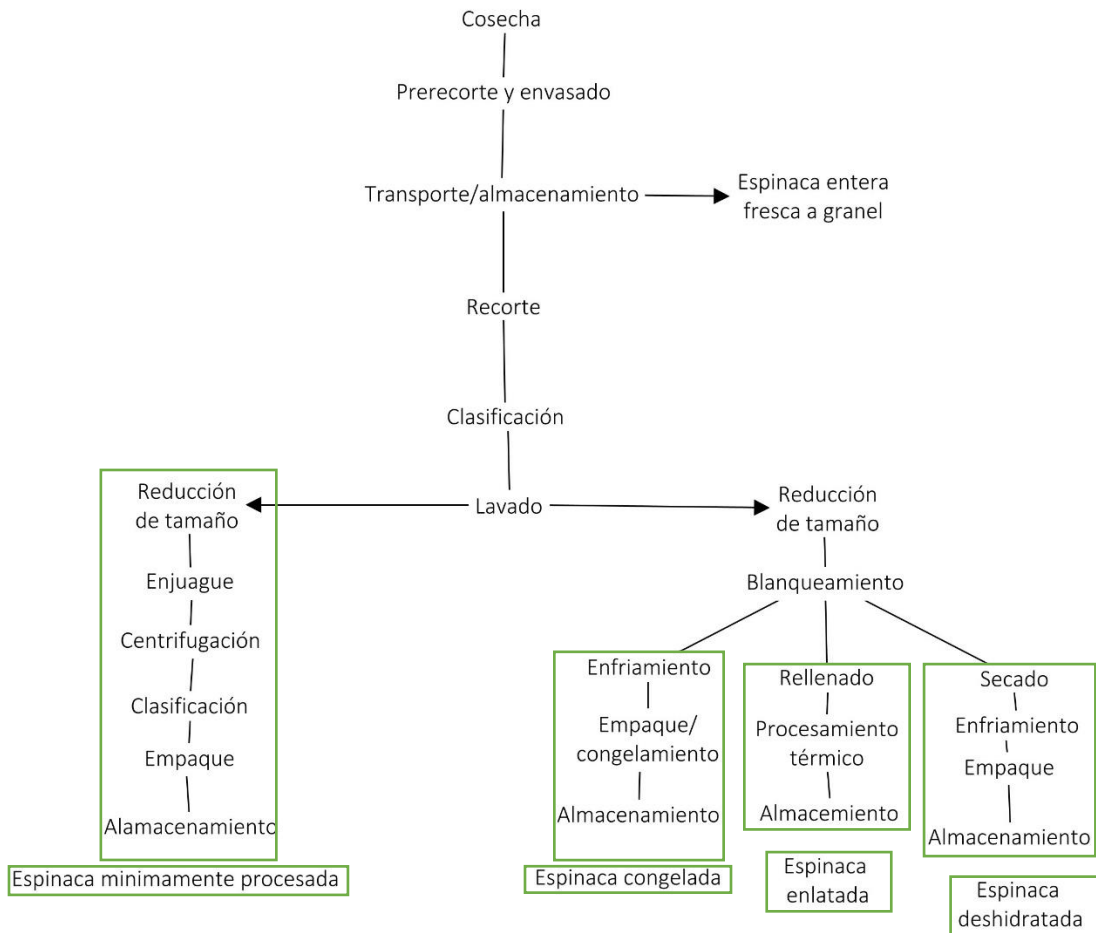 Cosecha
Prerecorte y envasado
Transporte/almacenamiento
Espinaca entera
fresca a granel
Recorte
Clasificación
Lavado
Reducción
de tamaño
Enjuague
Centrifugación
Clasificación
Empaque
Alamacenamiento
Espinaca minimamente procesada
Reducción
de tamaño
Blanqueamiento
Enfriamiento
Empaque/
congelamiento
Almacenamiento
Espinaca congelada
Rellenado
Procesamiento
térmico
Almacemiento
Espinaca
enlatada
Secado
Enfriamiento
Empaque
Almacenamiento
Espinaca
deshidratada